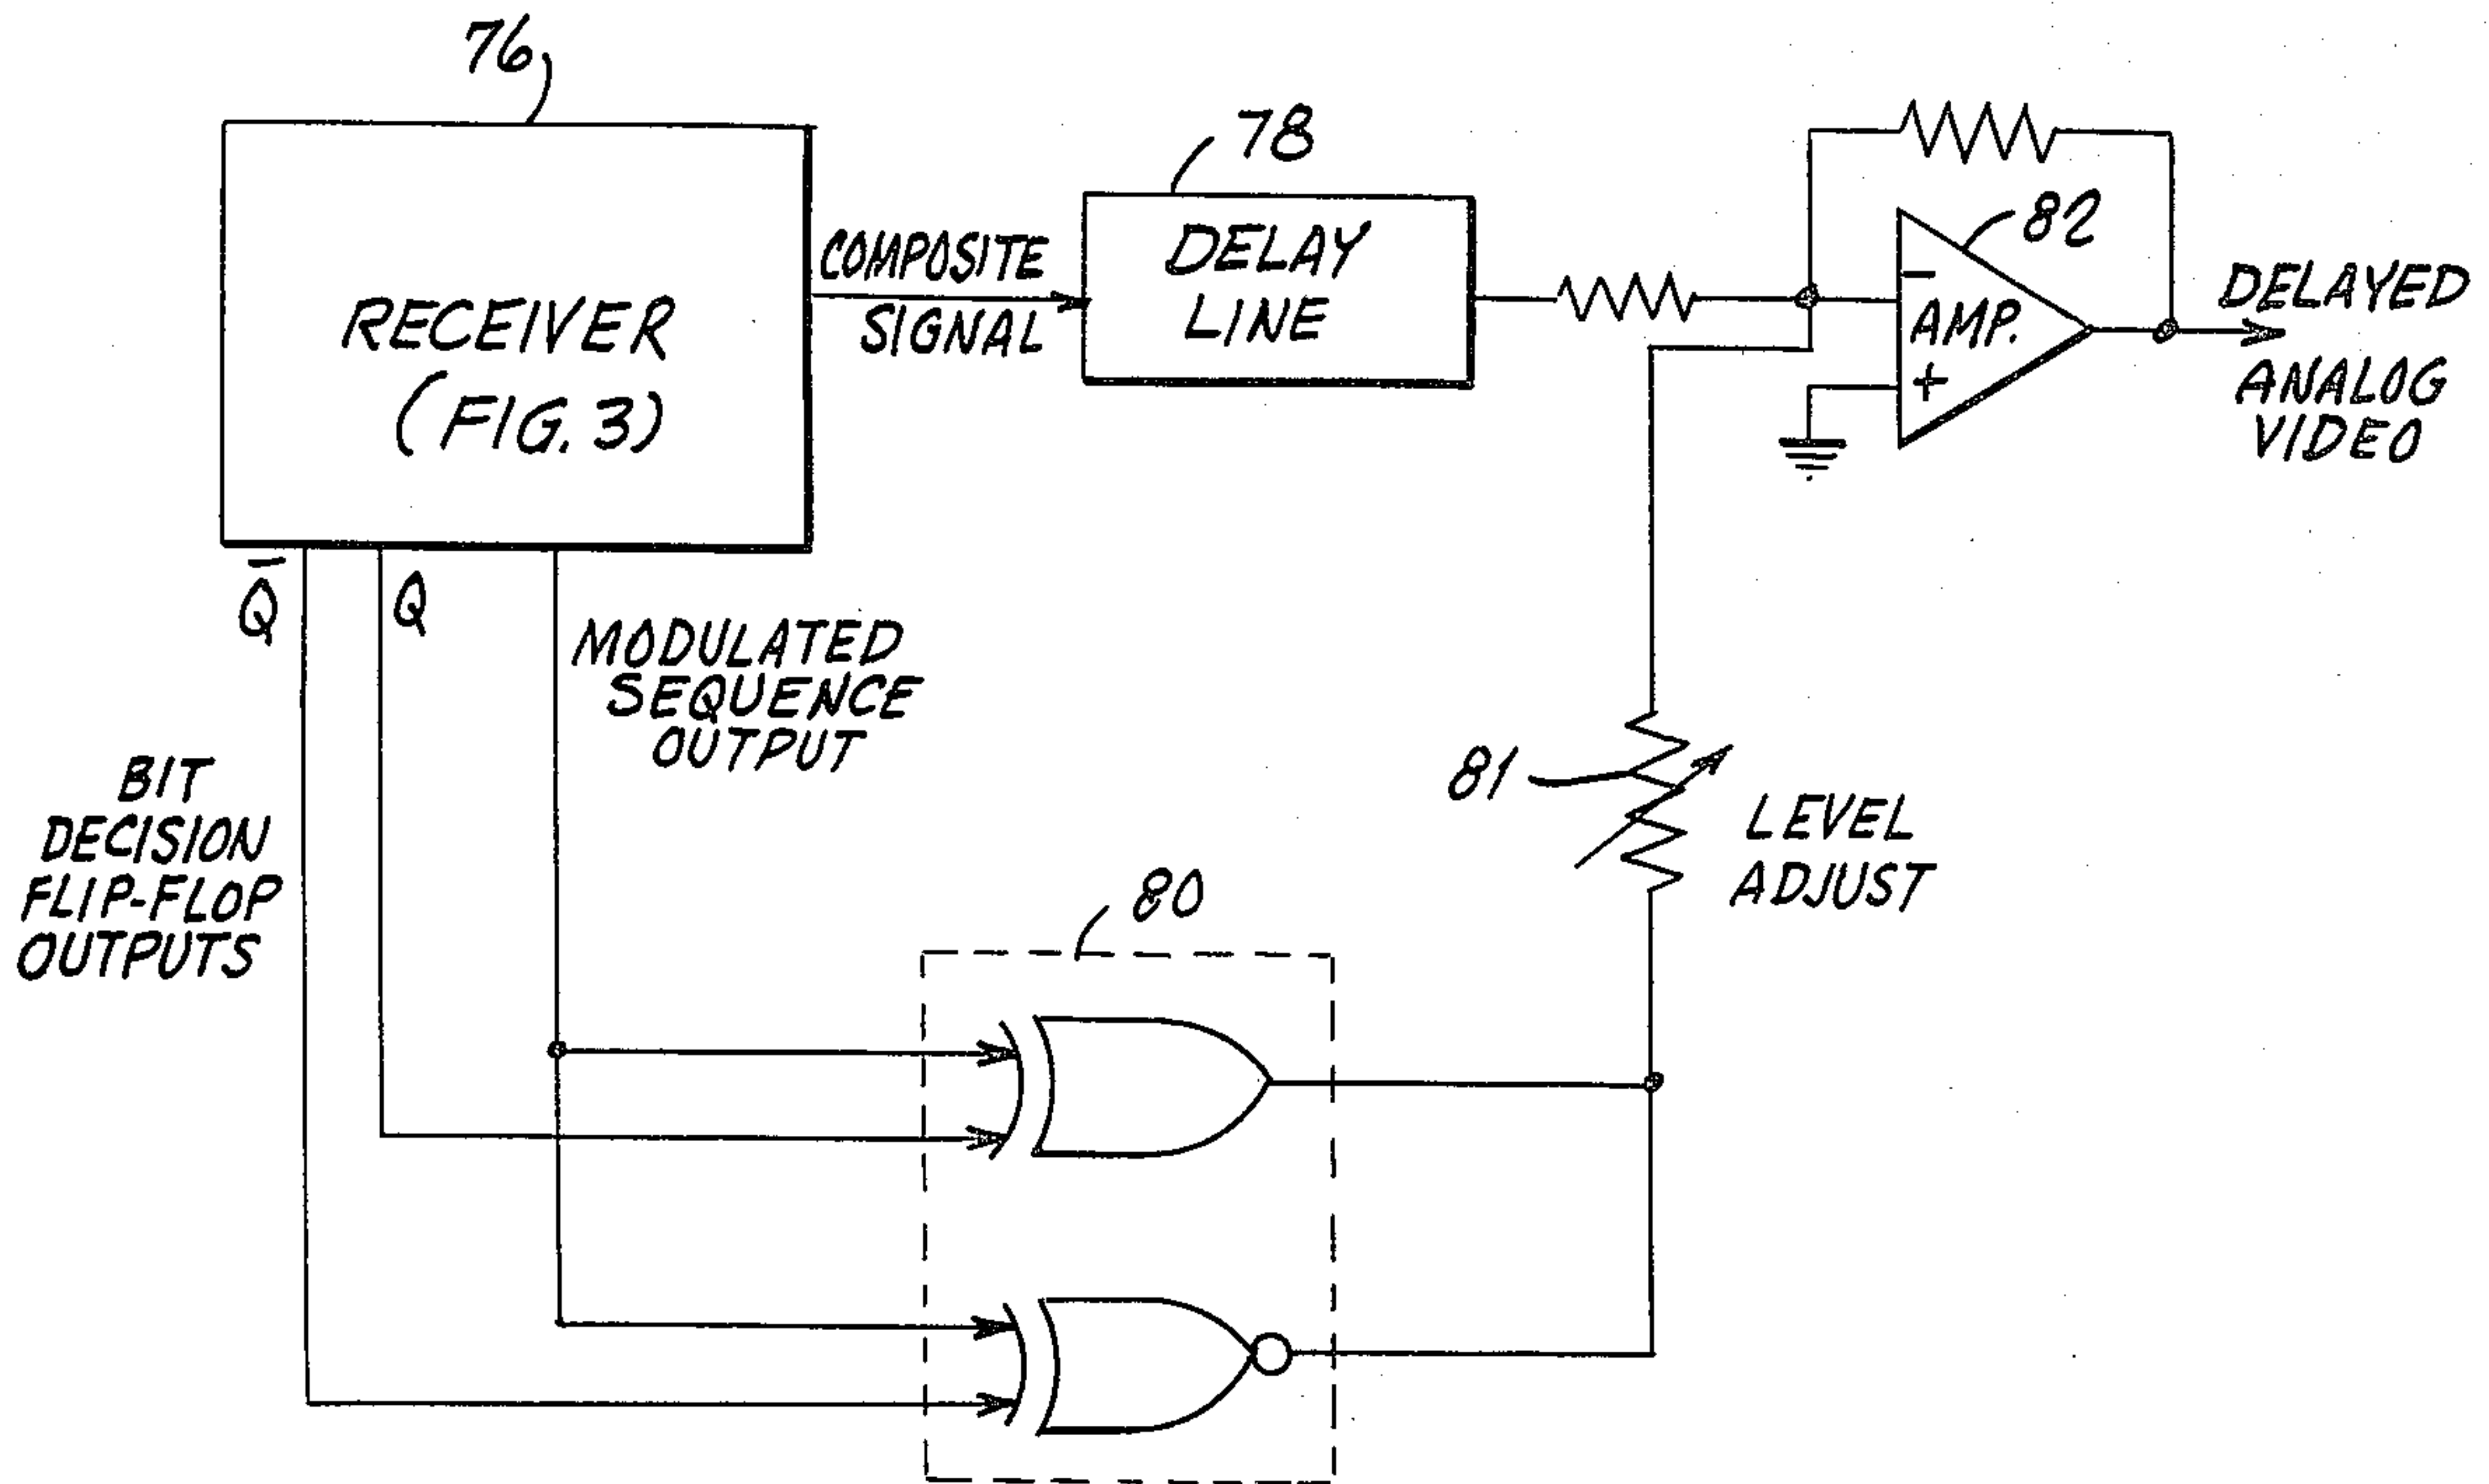 76
RECEIVER
(FIG. 3)
COMPOSITE
SIGNAL
78
DELAY
LINE
82
-
AMP.
+
DELAYED
ANALOG
VIDEO
Q̅
Q
MODULATED
SEQUENCE
OUTPUT
BIT
DECISION
FLIP-FLOP
OUTPUTS
81
LEVEL
ADJUST
80